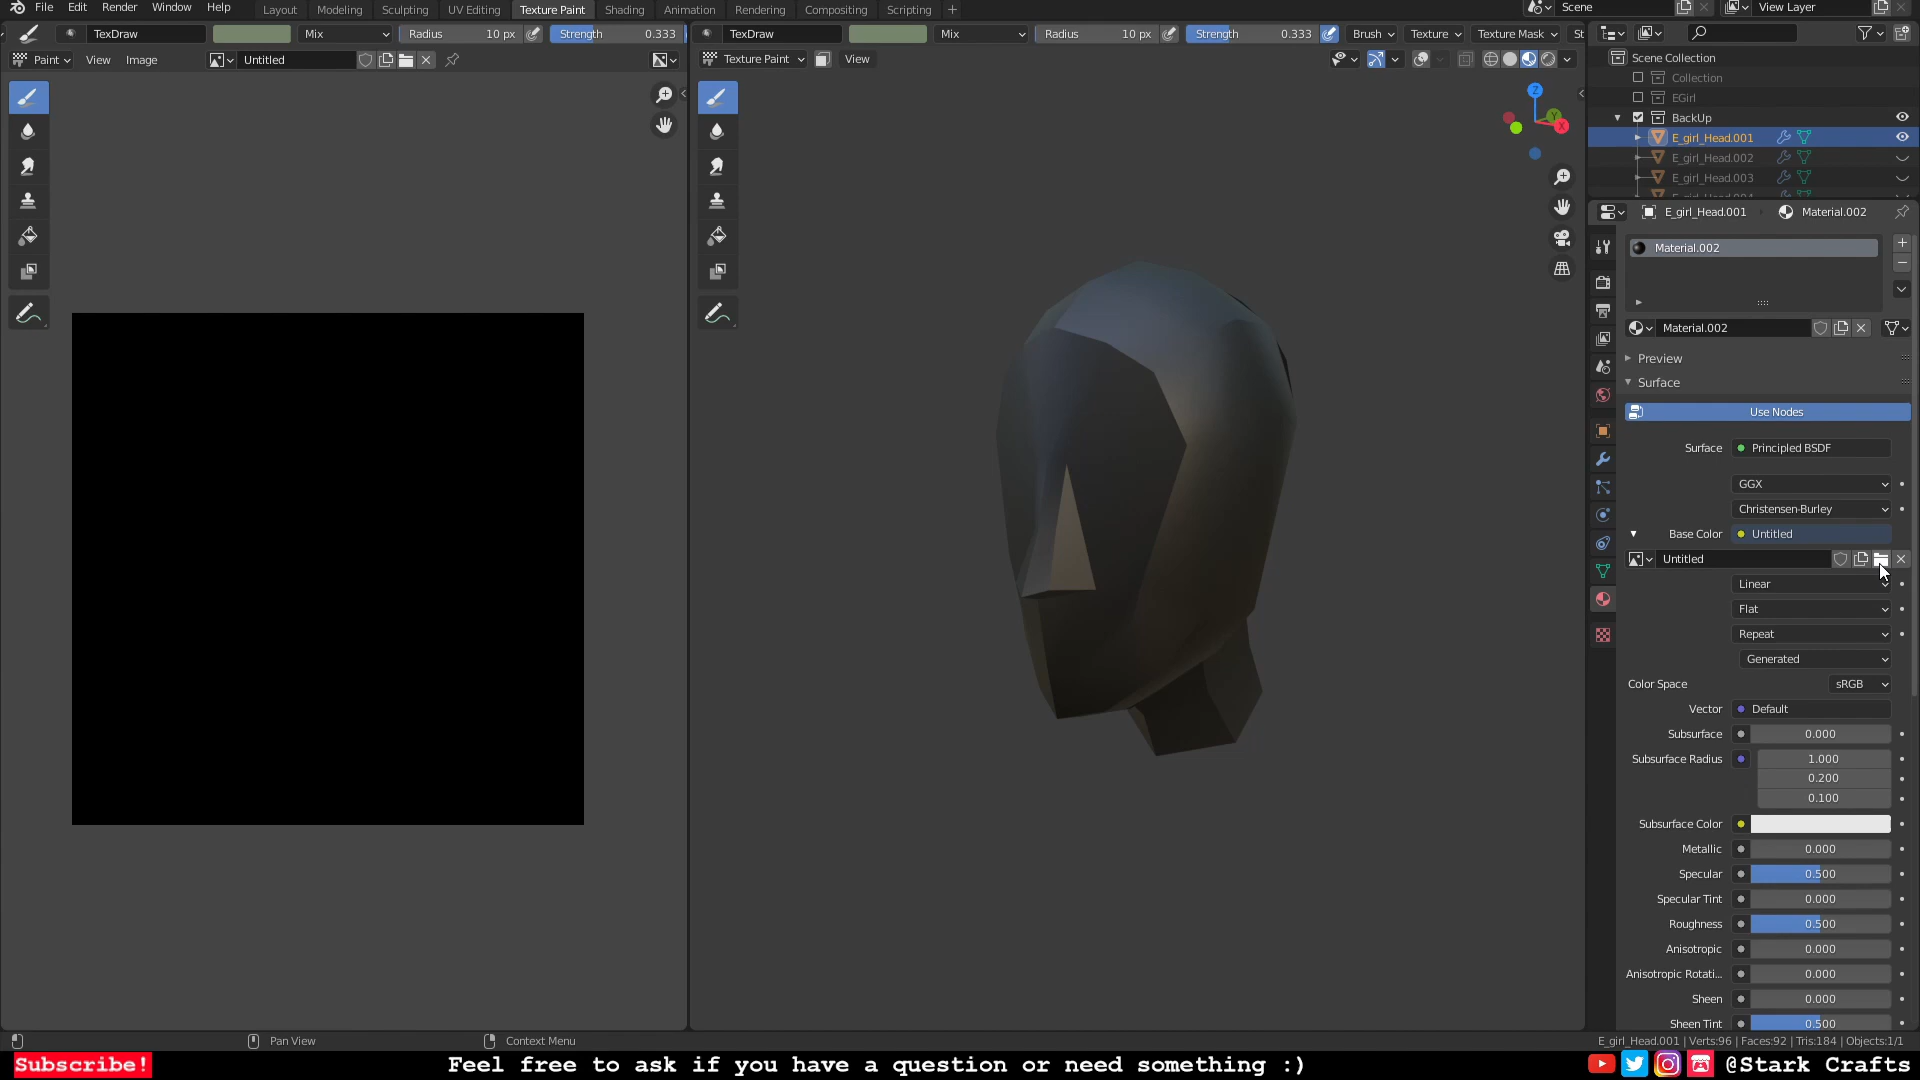 File Edit Render Window Help Layout Modeling Sculpting UV Editing Texture Paint Shading Animation Rendering Compositing Scripting + Scene View Layer
TexDraw Mix Radius 10 px Strength 0.333 TexDraw Mix Radius 10 px Strength 0.333 Brush Texture Texture Mask St
Paint View Image Untitled Texture Paint View
Scene Collection
Collection
EGirl
BackUp
E_girl_Head.001
E_girl_Head.002
E_girl_Head.003
E_girl_Head.001 Material.002
Material.002
Material.002
Preview
Surface
Use Nodes
Surface Principled BSDF
GGX
Christensen-Burley
Base Color Untitled
Untitled
Linear
Flat
Repeat
Generated
Color Space sRGB
Vector Default
Subsurface 0.000
Subsurface Radius 1.000
0.200
0.100
Subsurface Color
Metallic 0.000
Specular 0.500
Specular Tint 0.000
Roughness 0.500
Anisotropic 0.000
Anisotropic Rotati... 0.000
Sheen 0.000
Sheen Tint 0.500
Z
Y
X
Pan View Context Menu E_girl_Head.001 | Verts:96 | Faces:92 | Tris:184 | Objects:1/1
Subscribe! Feel free to ask if you have a question or need something :) @Stark Crafts